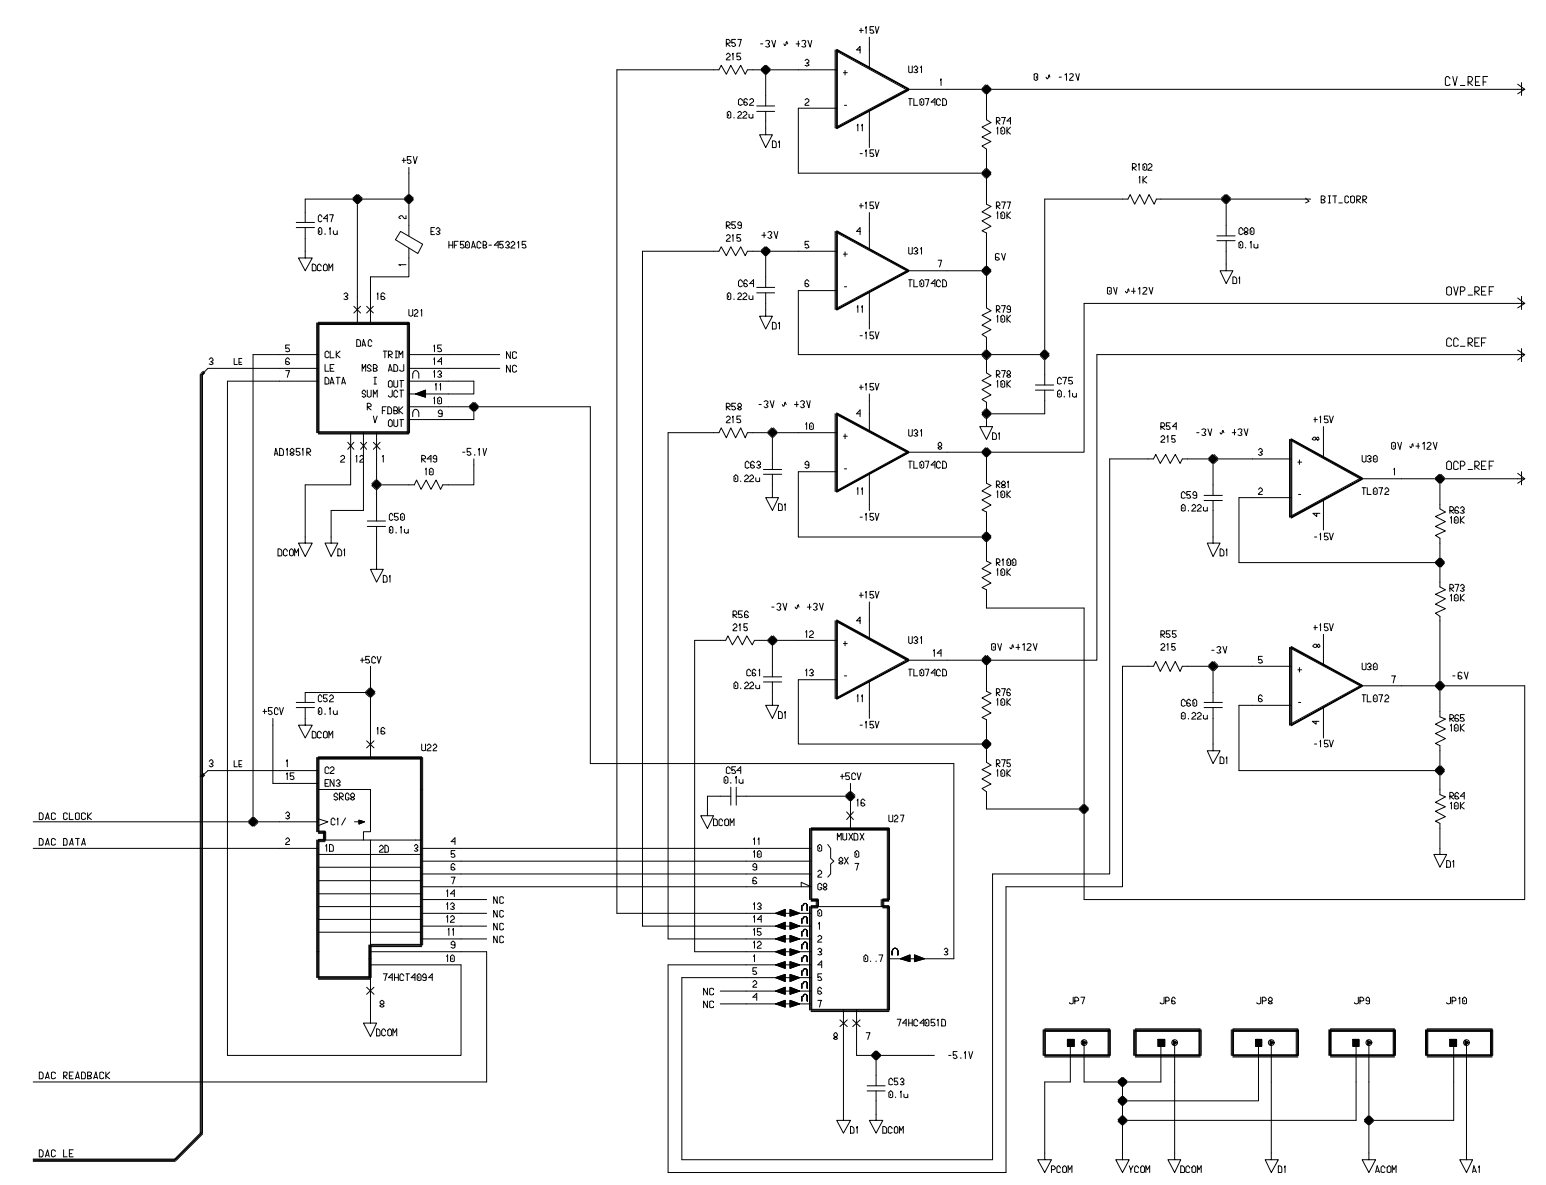 R57
215
-3V ⇗ +3V
+15V
4
3
+
U31
2
-
1
TL074CD
0 ⇗ -12V
CV_REF
C62
0.22u
D1
11
-15V
R74
10K
+5V
C47
0.1u
DCOM
2
E3
HF50ACB-453215
1
3
16
U21
R102
1K
BIT_CORR
C80
0.1u
D1
R77
10K
6V
R59
215
+3V
+15V
4
5
+
U31
7
TL074CD
6
-
C64
0.22u
D1
11
-15V
R79
10K
0V ⇗+12V
OVP_REF
CC_REF
DAC
5
CLK
TRIM
15
NC
3
LE
6
LE
MSB
ADJ
14
NC
7
DATA
I
OUT
13
SUM
JCT
11
R
FDBK
10
V
OUT
9
AD1851R
2
12
1
R49
10
-5.1V
C50
0.1u
DCOM
D1
D1
R78
10K
C75
0.1u
D1
R58
215
-3V ⇗ +3V
+15V
4
10
+
U31
8
TL074CD
9
-
C63
0.22u
D1
11
-15V
R81
10K
R100
10K
R54
215
-3V ⇗ +3V
+15V
8
3
+
U30
1
TL072
0V ⇗+12V
OCP_REF
2
-
C59
0.22u
D1
4
-15V
R63
10K
R73
10K
R56
215
-3V ⇗ +3V
+15V
4
12
+
U31
14
TL074CD
0V ⇗+12V
13
-
C61
0.22u
D1
11
-15V
R76
10K
R75
10K
R55
215
-3V
+15V
8
5
+
U30
7
TL072
-6V
6
-
C60
0.22u
D1
4
-15V
R65
10K
R64
10K
D1
+5CV
C52
0.1u
+5CV
DCOM
16
U22
3
LE
1
C2
15
EN3
SRG8
DAC CLOCK
3
C1/
DAC DATA
2
1D
2D
3
4
5
6
7
14
NC
13
NC
12
NC
11
NC
9
10
74HCT4094
8
DCOM
DAC READBACK
DAC LE
C54
0.1u
+5CV
DCOM
16
U27
MUXDX
11
0
10
9
2
8X
0
7
6
G8
13
0
14
1
15
2
12
3
1
4
5
5
NC
2
6
NC
4
7
0..7
3
74HC4051D
8
7
-5.1V
C53
0.1u
D1
DCOM
JP7
JP6
JP8
JP9
JP10
PCOM
YCOM
DCOM
D1
ACOM
A1